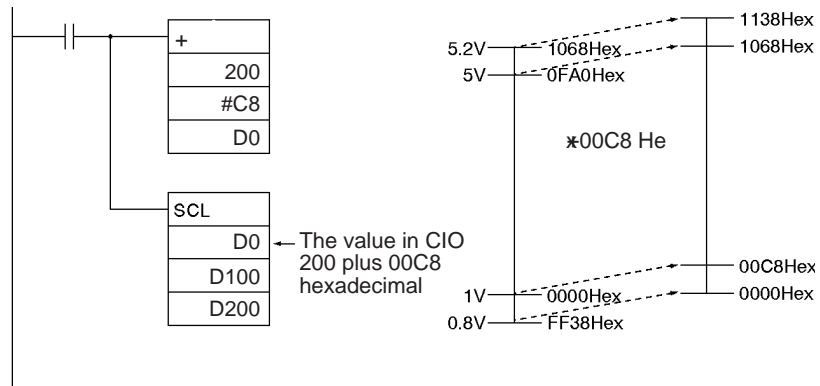 +
200
#C8
D0
SCL
D0
D100
D200
The value in CIO
200 plus 00C8
hexadecimal
5.2V
1068Hex
1138Hex
5V
0FA0Hex
1068Hex
*00C8 He
1V
0000Hex
00C8Hex
0.8V
FF38Hex
0000Hex